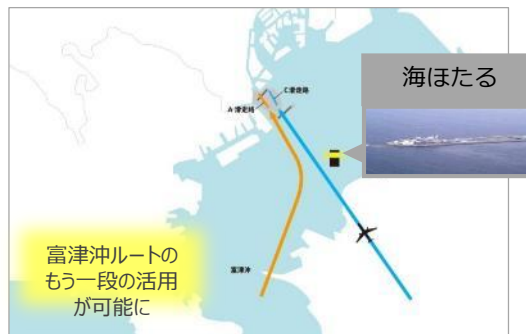 海ほたる
C滑走路
A滑走路
富津沖
富津沖ルートの
もう一段の活用
が可能に